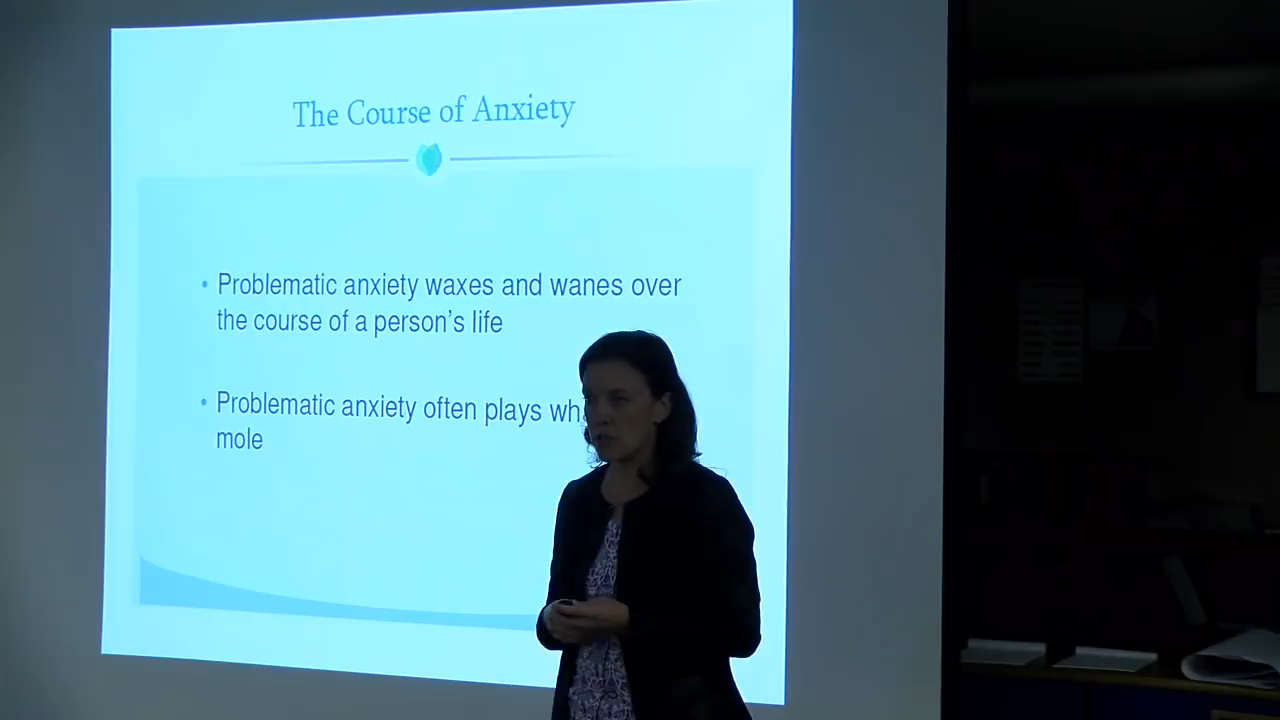 The Course of Anxiety
• Problematic anxiety waxes and wanes over
the course of a person’s life
• Problematic anxiety often plays
mole